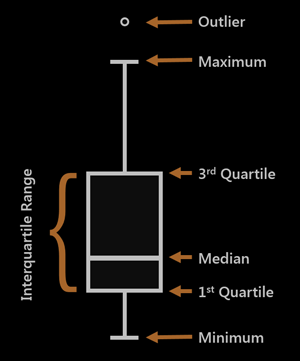 Outlier
Maximum
3rd Quartile
Interquartile Range
Median
1st Quartile
Minimum